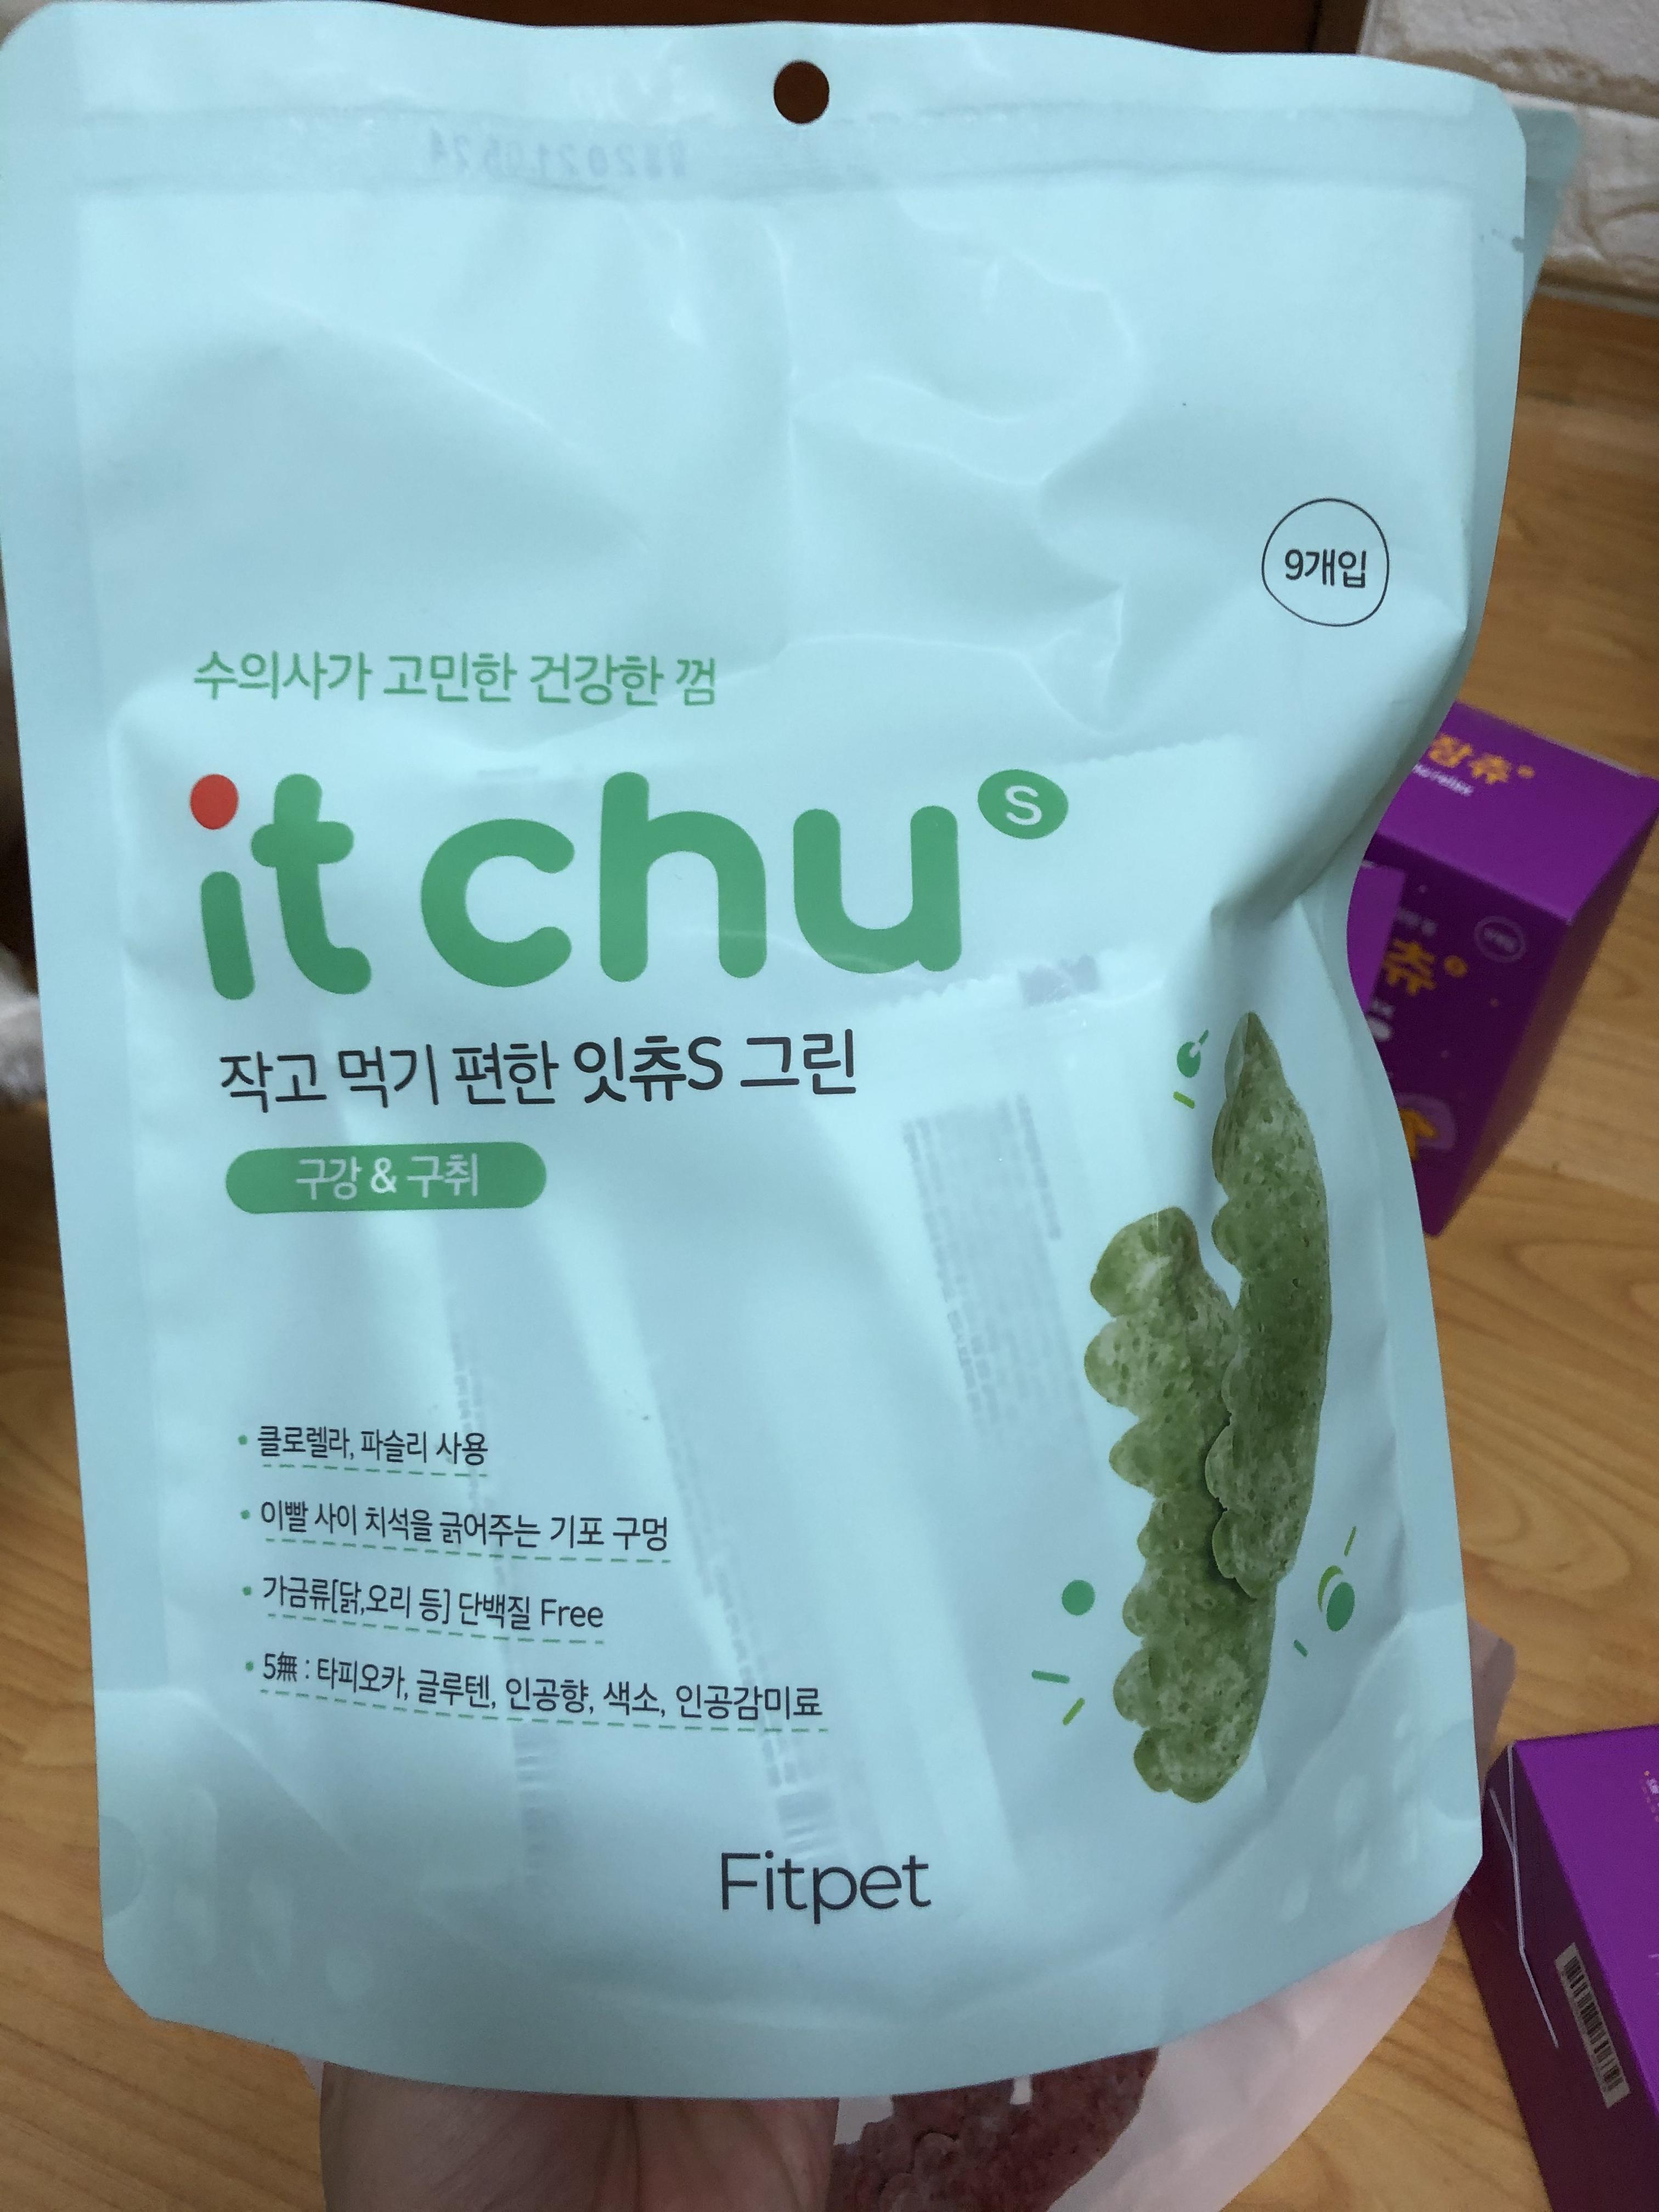 9개입
수의사가 고민한 건강한 껌
it chu S
작고 먹기 편한 잇츄S 그린
구강 & 구취
• 클로렐라, 파슬리 사용
• 이빨 사이 치석을 긁어주는 기포 구멍
• 가금류[닭,오리 등] 단백질 Free
• 5無 : 타피오카, 글루텐, 인공향, 색소, 인공감미료
Fitpet